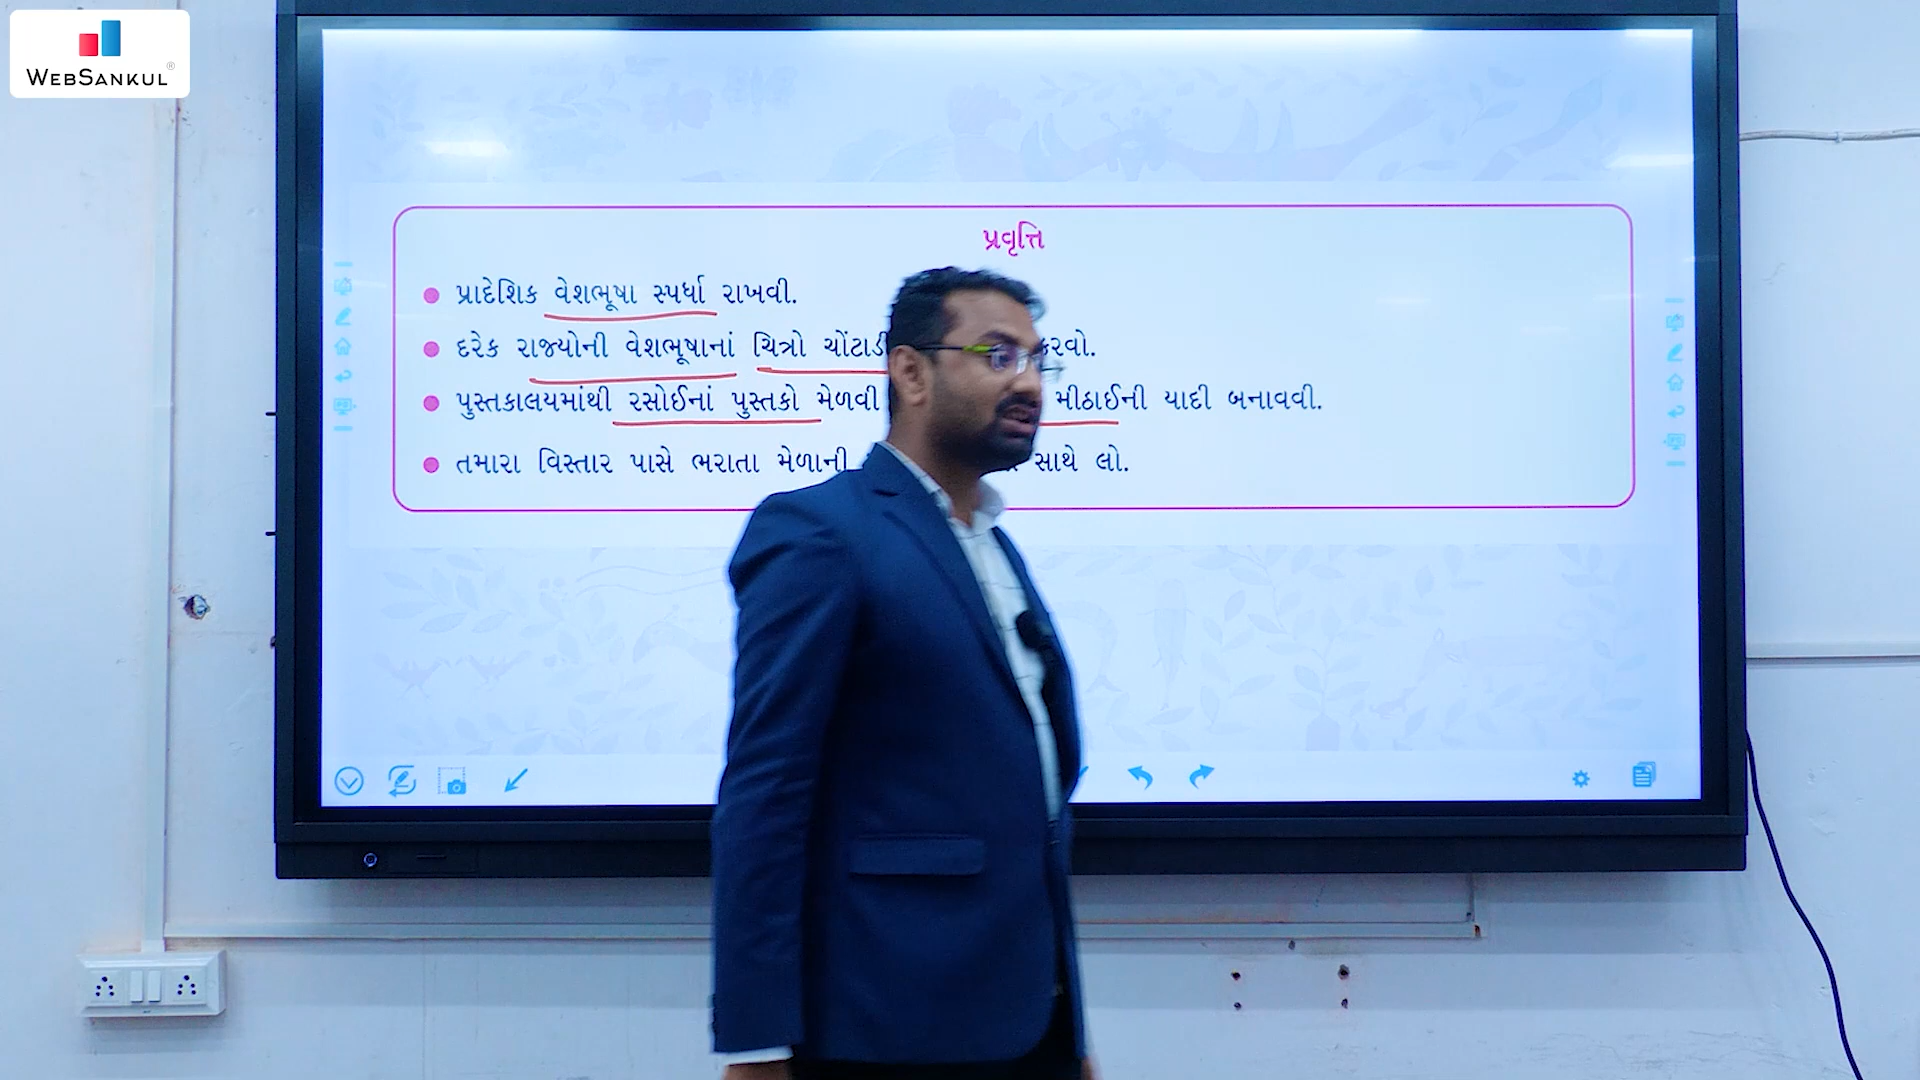 WEBSANKUL®
પ્રવૃત્તિ
પ્રાદેશિક વેશભૂષા સ્પર્ધા રાખવી.
દરેક રાજ્યોની વેશભૂષાનાં ચિત્રો કરવો.
પુસ્તકાલયમાંથી રસોઈનાં પુસ્તકો મેળવી મીઠાઈની યાદી બનાવવી.
તમારા વિસ્તાર પાસે ભરાતા મેળાની સાથે લો.